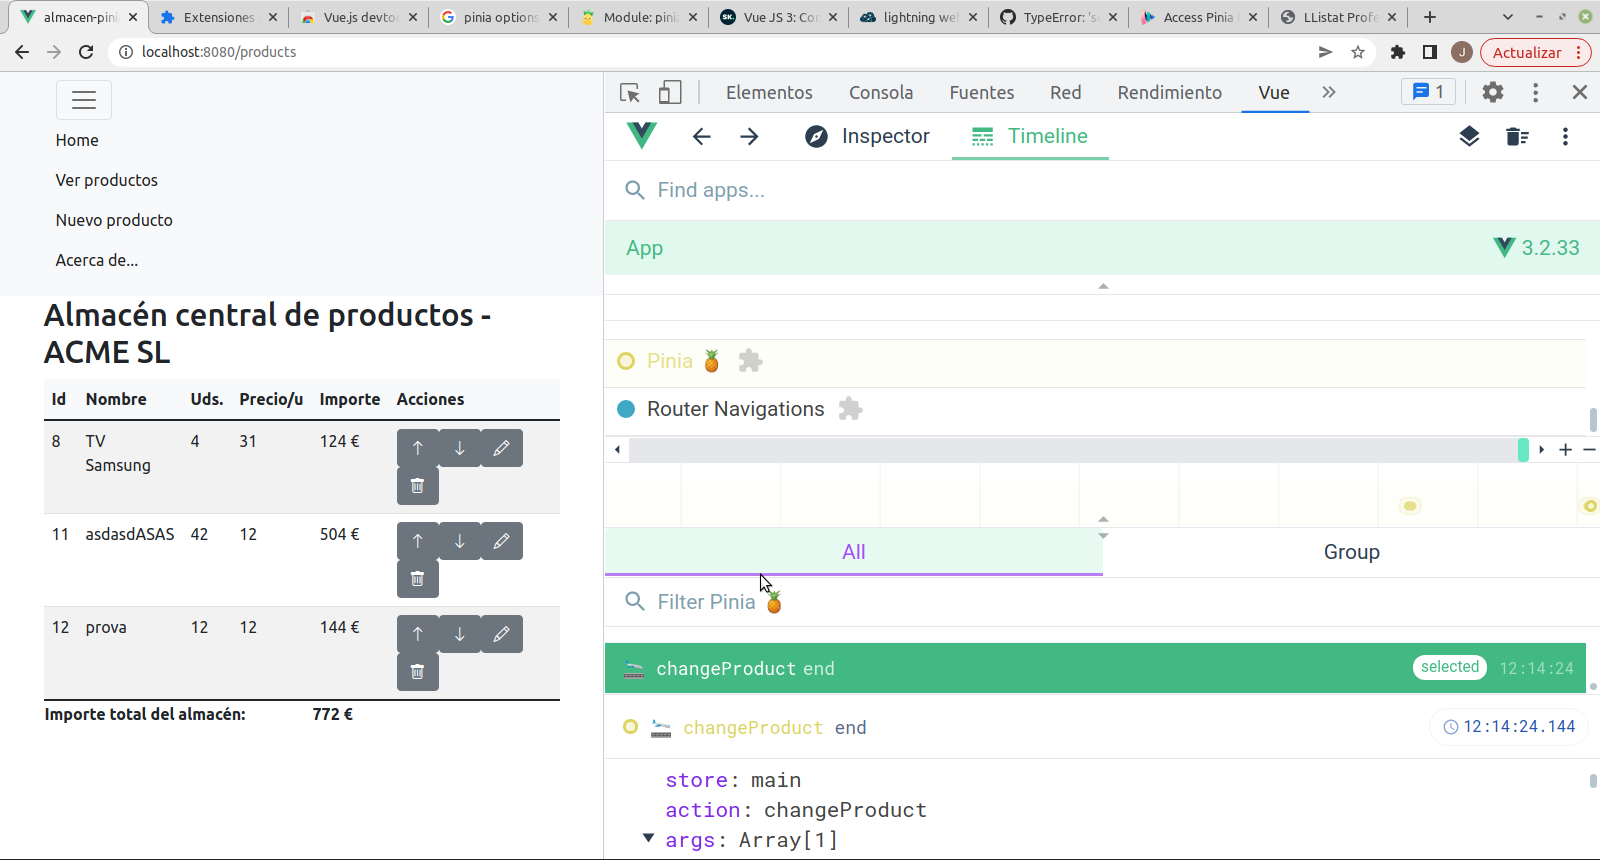 almacen-pini
Extensiones
Vue.js devtoo
pinia options
Module: pinia
Vue JS 3: Con
lightning web
TypeError: 's
Access Pinia
LListat Profe
localhost:8080/products
J
Actualizar
Home
Ver productos
Nuevo producto
Acerca de...
Almacén central de productos -
ACME SL
Id Nombre Uds. Precio/u Importe Acciones
8 TV Samsung 4 31 124 €
11 asdasdASAS 42 12 504 €
12 prova 12 12 144 €
Importe total del almacén: 772 €
Elementos Consola Fuentes Red Rendimiento Vue 1
Inspector Timeline
Find apps...
App 3.2.33
Pinia
Router Navigations
All Group
Filter Pinia
changeProduct end selected 12:14:24
changeProduct end 12:14:24.144
store: main
action: changeProduct
args: Array[1]